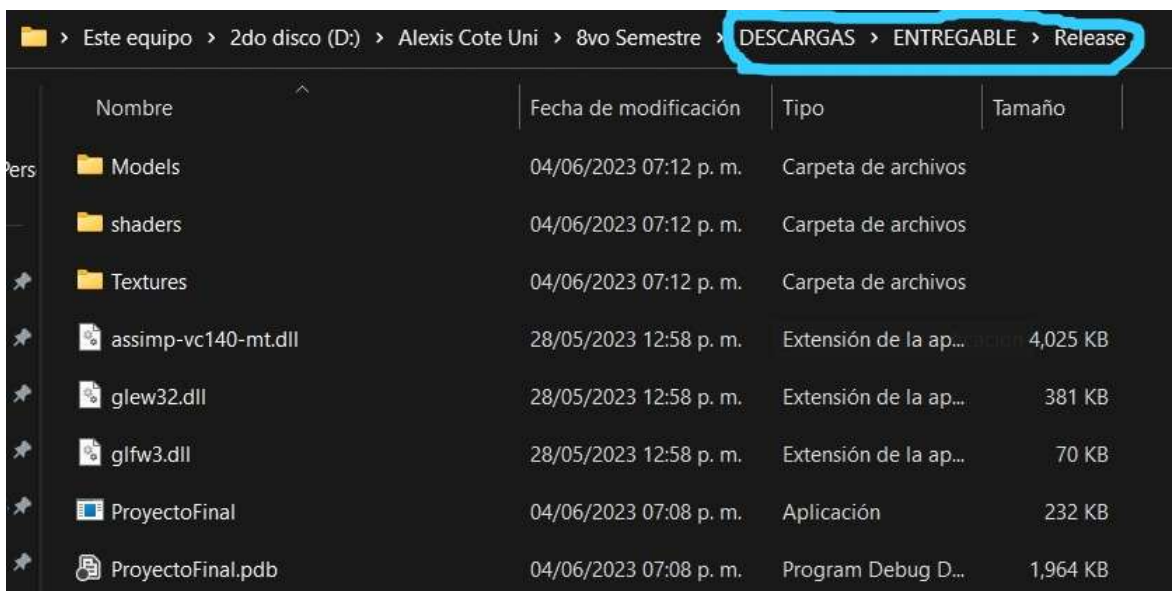 Este equipo > 2do disco (D:) > Alexis Cote Uni > 8vo Semestre > DESCARGAS > ENTREGABLE > Release
Nombre Fecha de modificación Tipo Tamaño
Pers
Models 04/06/2023 07:12 p. m. Carpeta de archivos
shaders 04/06/2023 07:12 p. m. Carpeta de archivos
Textures 04/06/2023 07:12 p. m. Carpeta de archivos
assimp-vc140-mt.dll 28/05/2023 12:58 p. m. Extensión de la ap... 4,025 KB
glew32.dll 28/05/2023 12:58 p. m. Extensión de la ap... 381 KB
glfw3.dll 28/05/2023 12:58 p. m. Extensión de la ap... 70 KB
ProyectoFinal 04/06/2023 07:08 p. m. Aplicación 232 KB
ProyectoFinal.pdb 04/06/2023 07:08 p. m. Program Debug D... 1,964 KB